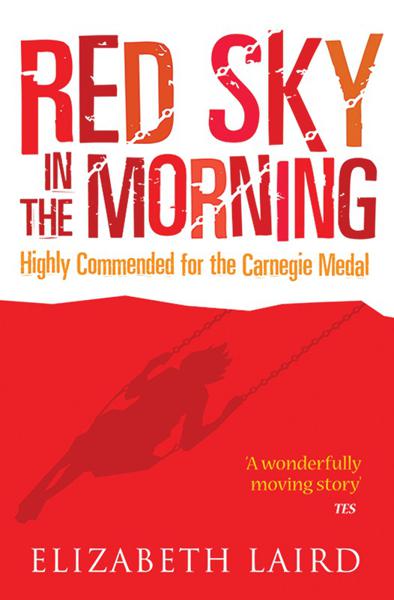 RED SKY
IN
THE MORNING
Highly Commended for the Carnegie Medal
'A wonderfully
moving story'
TES
ELIZABETH LAIRD